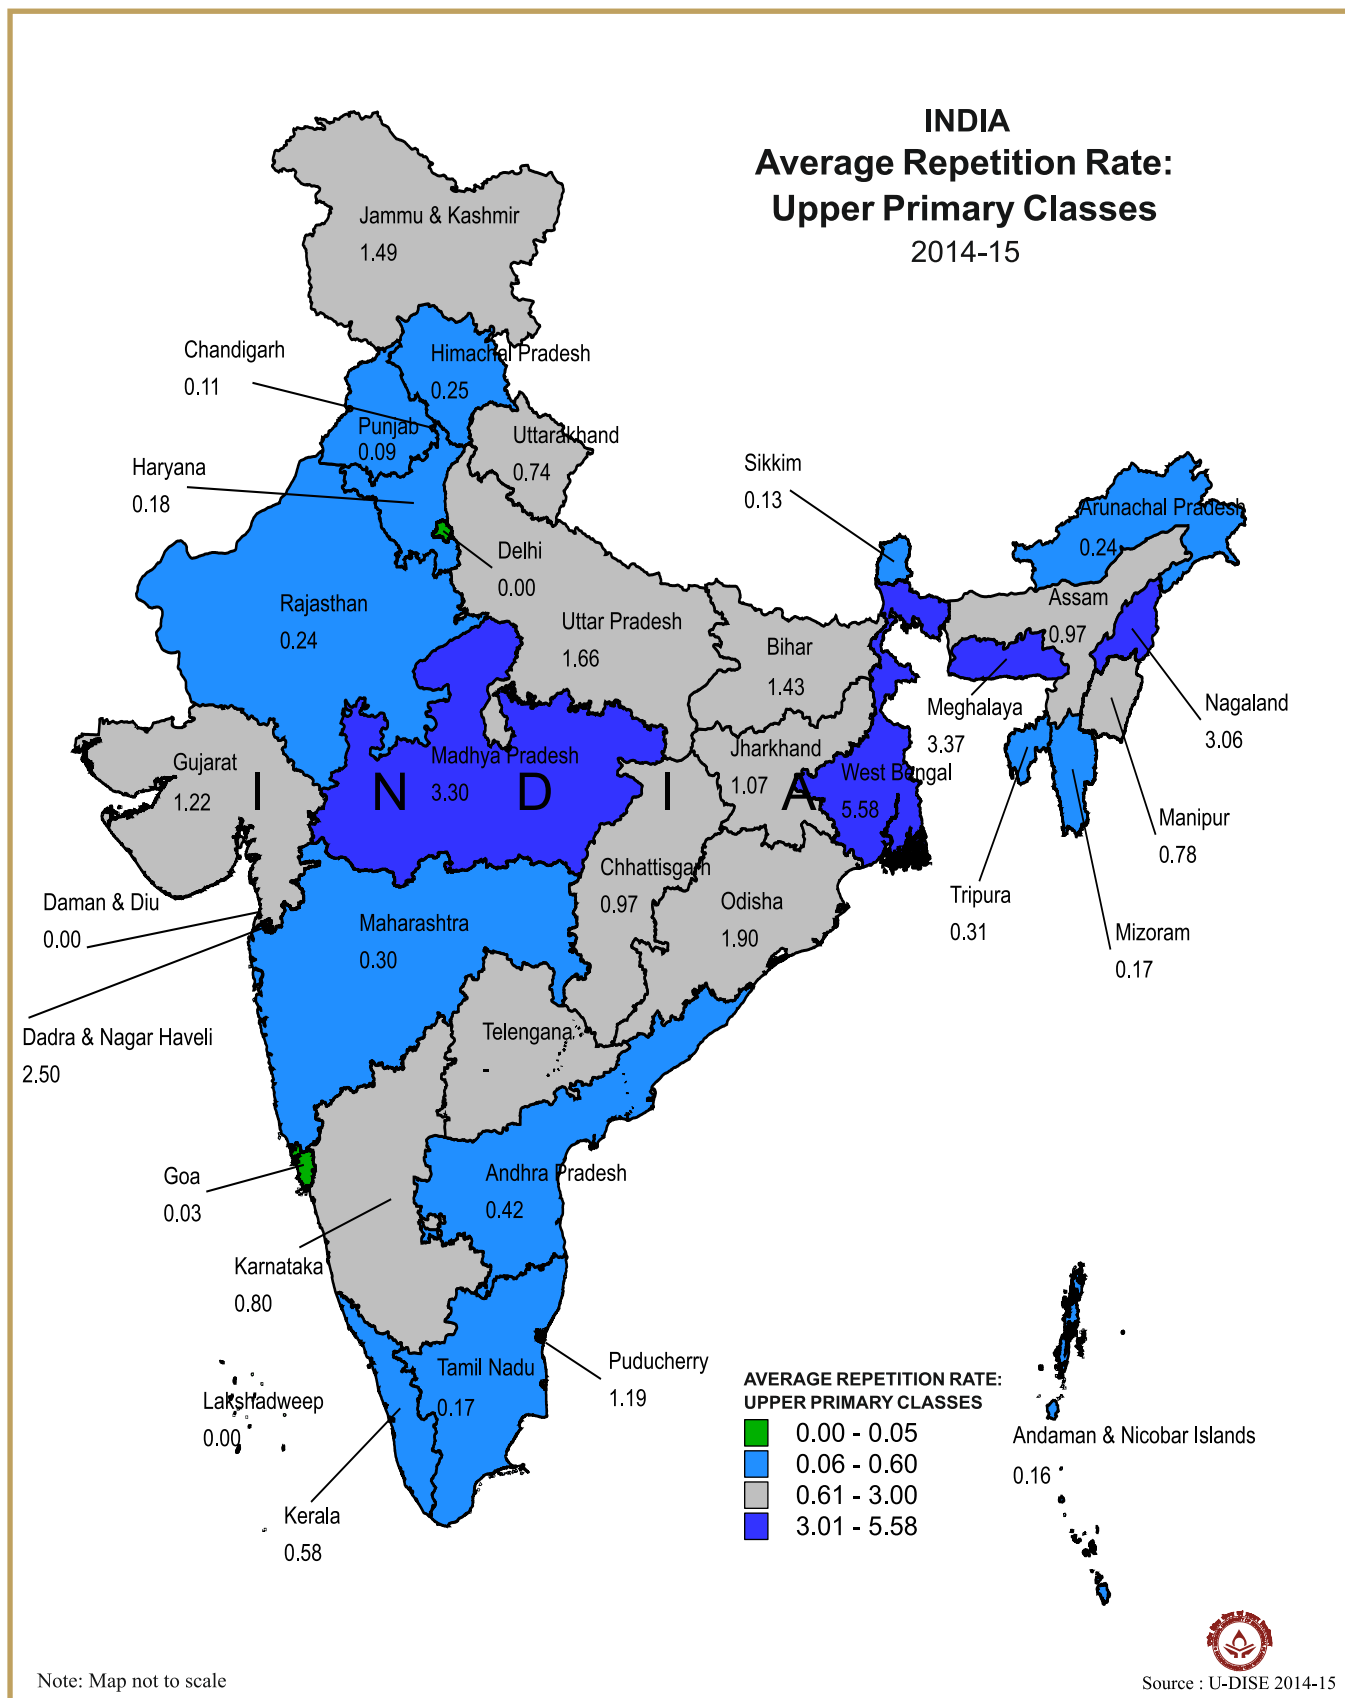 INDIA
Average Repetition Rate:
Upper Primary Classes
2014-15
Jammu & Kashmir
1.49
Chandigarh
0.11
Himachal Pradesh
0.25
Punjab
0.09
Uttarakhand
0.74
Haryana
0.18
Sikkim
0.13
Arunachal Pradesh
0.24
Delhi
0.00
Rajasthan
0.24
Uttar Pradesh
1.66
Bihar
1.43
Assam
0.97
Meghalaya
3.37
Nagaland
3.06
Gujarat
1.22
Madhya Pradesh
3.30
Jharkhand
1.07
West Bengal
5.58
I N D I A
Manipur
0.78
Tripura
0.31
Mizoram
0.17
Daman & Diu
0.00
Maharashtra
0.30
Chhattisgarh
0.97
Odisha
1.90
Dadra & Nagar Haveli
2.50
Telengana
-
Goa
0.03
Andhra Pradesh
0.42
Karnataka
0.80
Lakshadweep
0.00
Tamil Nadu
0.17
Puducherry
1.19
Kerala
0.58
AVERAGE REPETITION RATE:
UPPER PRIMARY CLASSES
0.00 - 0.05
0.06 - 0.60
0.61 - 3.00
3.01 - 5.58
Andaman & Nicobar Islands
0.16
Note: Map not to scale
Source : U-DISE 2014-15